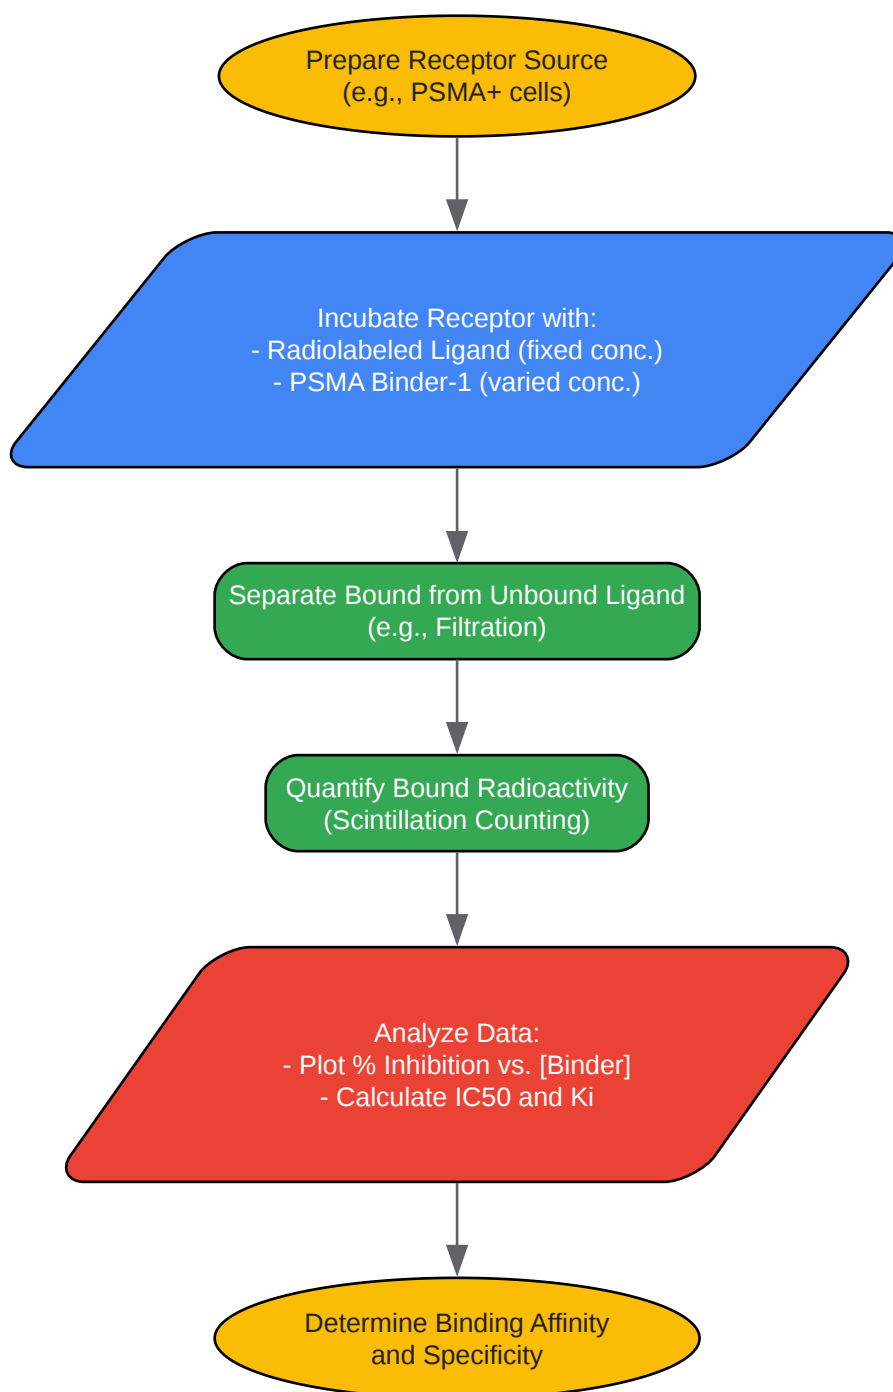 Prepare Receptor Source
(e.g., PSMA+ cells)
Incubate Receptor with:
- Radiolabeled Ligand (fixed conc.)
- PSMA Binder-1 (varied conc.)
Separate Bound from Unbound Ligand
(e.g., Filtration)
Quantify Bound Radioactivity
(Scintillation Counting)
Analyze Data:
- Plot % Inhibition vs. [Binder]
- Calculate IC50 and Ki
Determine Binding Affinity
and Specificity